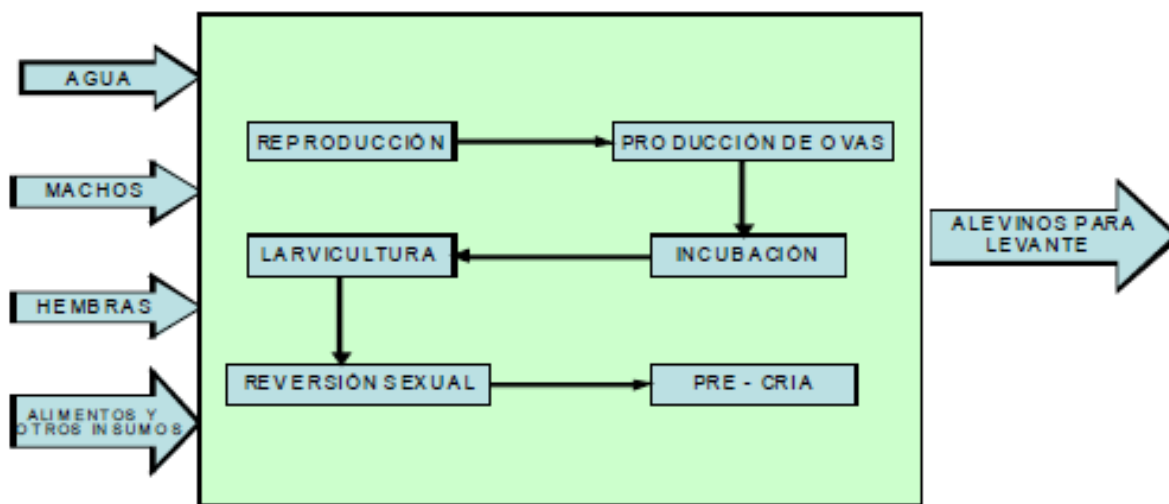 AGUA
REPRODUCCIÓN
PRODUCCIÓN DE OVAS
MACHOS
ALEVINOS PARA
LEVANTE
LARVICULTURA
INCUBACIÓN
HEMBRAS
REVERSIÓN SEXUAL
PRE - CRIA
ALIMENTOS Y
OTROS INSUMOS